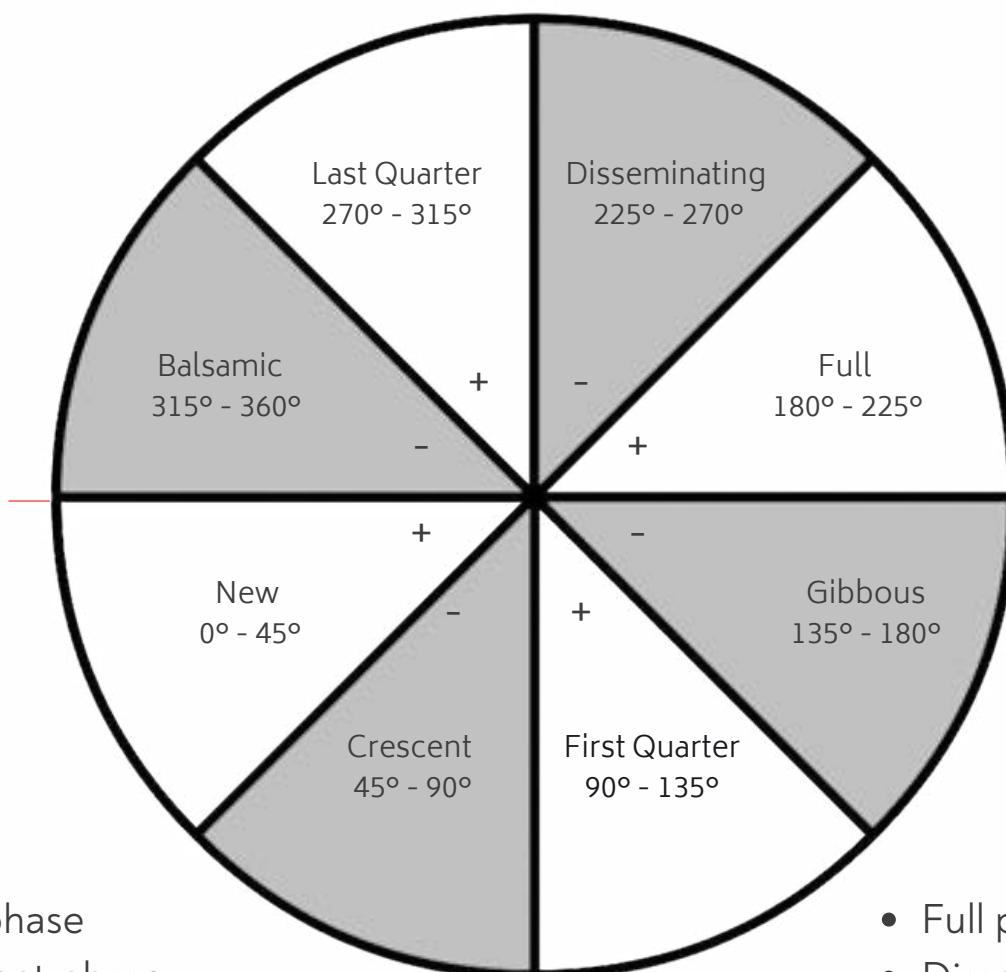 Last Quarter
270° - 315°
Disseminating
225° - 270°
Balsamic
315° - 360°
Full
180° - 225°
+
-
-
+
+
-
New
0° - 45°
Gibbous
135° - 180°
-
+
Crescent
45° - 90°
First Quarter
90° - 135°
phase
• Full